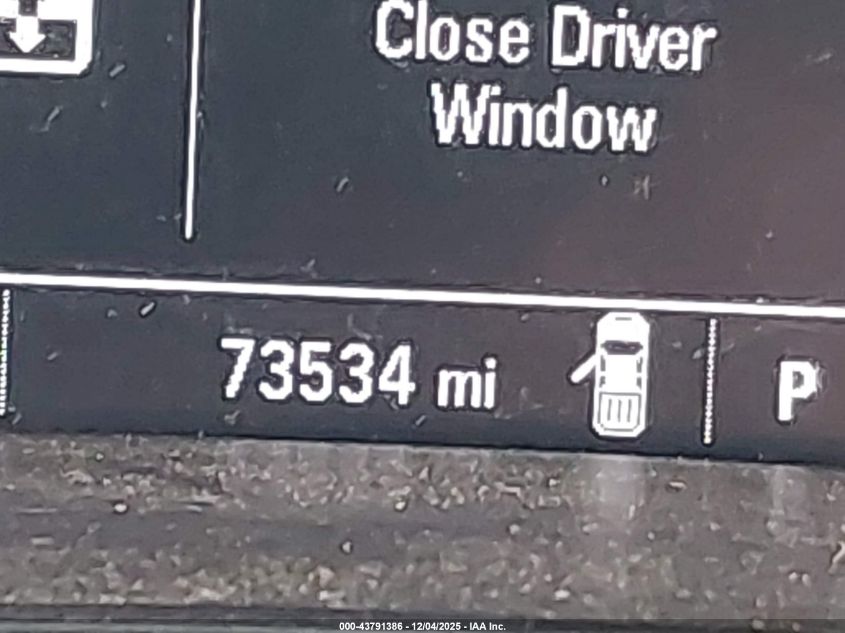 Close Driver
Window
73534 mi
P
000-43791386 - 12/04/2025 - IAA Inc.